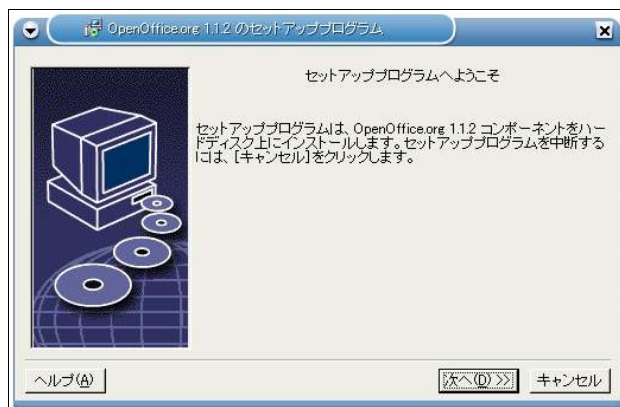 OpenOffice.org 1.1.2 のセットアッププログラム
セットアッププログラムへようこそ
セットアッププログラムは、OpenOffice.org 1.1.2 コンポーネントをハー
ドディスク上にインストールします。セットアッププログラムを中断する
には、[キャンセル]をクリックします。
ヘルプ(A)
次へ(D) >>
キャンセル